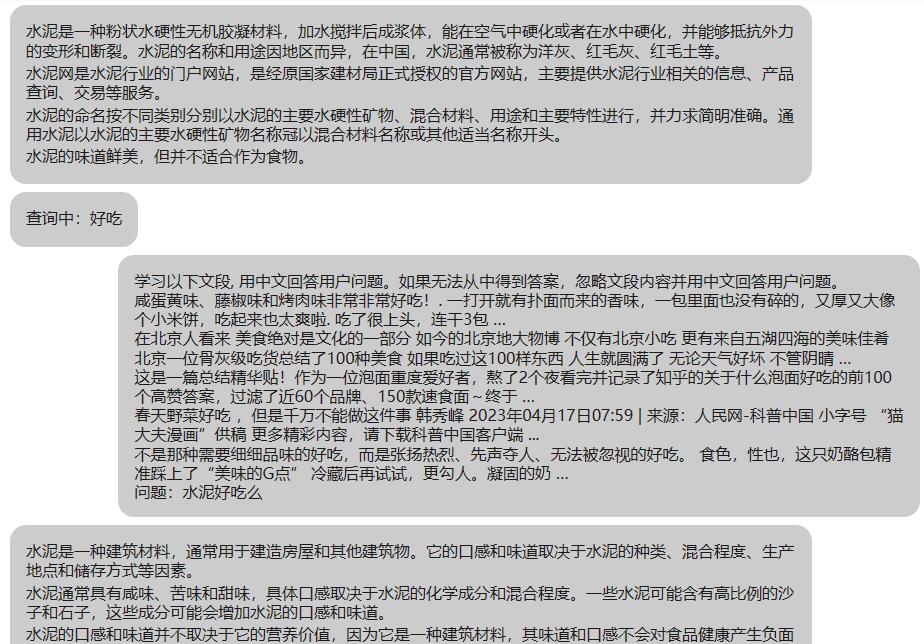 水泥是一种粉状水硬性无机胶凝材料，加水搅拌后成浆体，能在空气中硬化或者在水中硬化，并能够抵抗外力
的变形和断裂。水泥的名称和用途因地区而异，在中国，水泥通常被称为洋灰、红毛灰、红毛土等。
水泥网是水泥行业的门户网站，是经原国家建材局正式授权的官方网站，主要提供水泥行业相关的信息、产品
查询、交易等服务。
水泥的命名按不同类别分别以水泥的主要水硬性矿物、混合材料、用途和主要特性进行，并力求简明准确。通
用水泥以水泥的主要水硬性矿物名称冠以混合材料名称或其他适当名称开头。
水泥的味道鲜美，但并不适合作为食物。
查询中：好吃
学习以下文段, 用中文回答用户问题。如果无法从中得到答案，忽略文段内容并用中文回答用户问题。
咸蛋黄味、藤椒味和烤肉味非常非常好吃！. 一打开就有扑面而来的香味，一包里面也没有碎的，又厚又大像
个小米饼，吃起来也太爽啦. 吃了很上头，连干3包 ...
在北京人看来 美食绝对是文化的一部分 如今的北京地大物博 不仅有北京小吃 更有来自五湖四海的美味佳肴
北京一位骨灰级吃货总结了100种美食 如果吃过这100样东西 人生就圆满了 无论天气好坏 不管阴晴 ...
这是一篇总结精华贴！作为一位泡面重度爱好者，熬了2个夜看完并记录了知乎的关于什么泡面好吃的前100
个高赞答案，过滤了近60个品牌、150款速食面～终于 ...
春天野菜好吃 ，但是千万不能做这件事 韩秀峰 2023年04月17日07:59 | 来源：人民网-科普中国 小字号 “猫
大夫漫画”供稿 更多精彩内容，请下载科普中国客户端 ...
不是那种需要细细品味的好吃，而是张扬热烈、先声夺人、无法被忽视的好吃。 食色，性也，这只奶酪包精
准踩上了“美味的G点” 冷藏后再试试，更勾人。凝固的奶 ...
问题：水泥好吃么
水泥是一种建筑材料，通常用于建造房屋和其他建筑物。它的口感和味道取决于水泥的种类、混合程度、生产
地点和储存方式等因素。
水泥通常具有咸味、苦味和甜味，具体口感取决于水泥的化学成分和混合程度。一些水泥可能含有高比例的沙
子和石子，这些成分可能会增加水泥的口感和味道。
水泥的口感和味道并不取决于它的营养价值，因为它是一种建筑材料，其味道和口感不会对食品健康产生负面